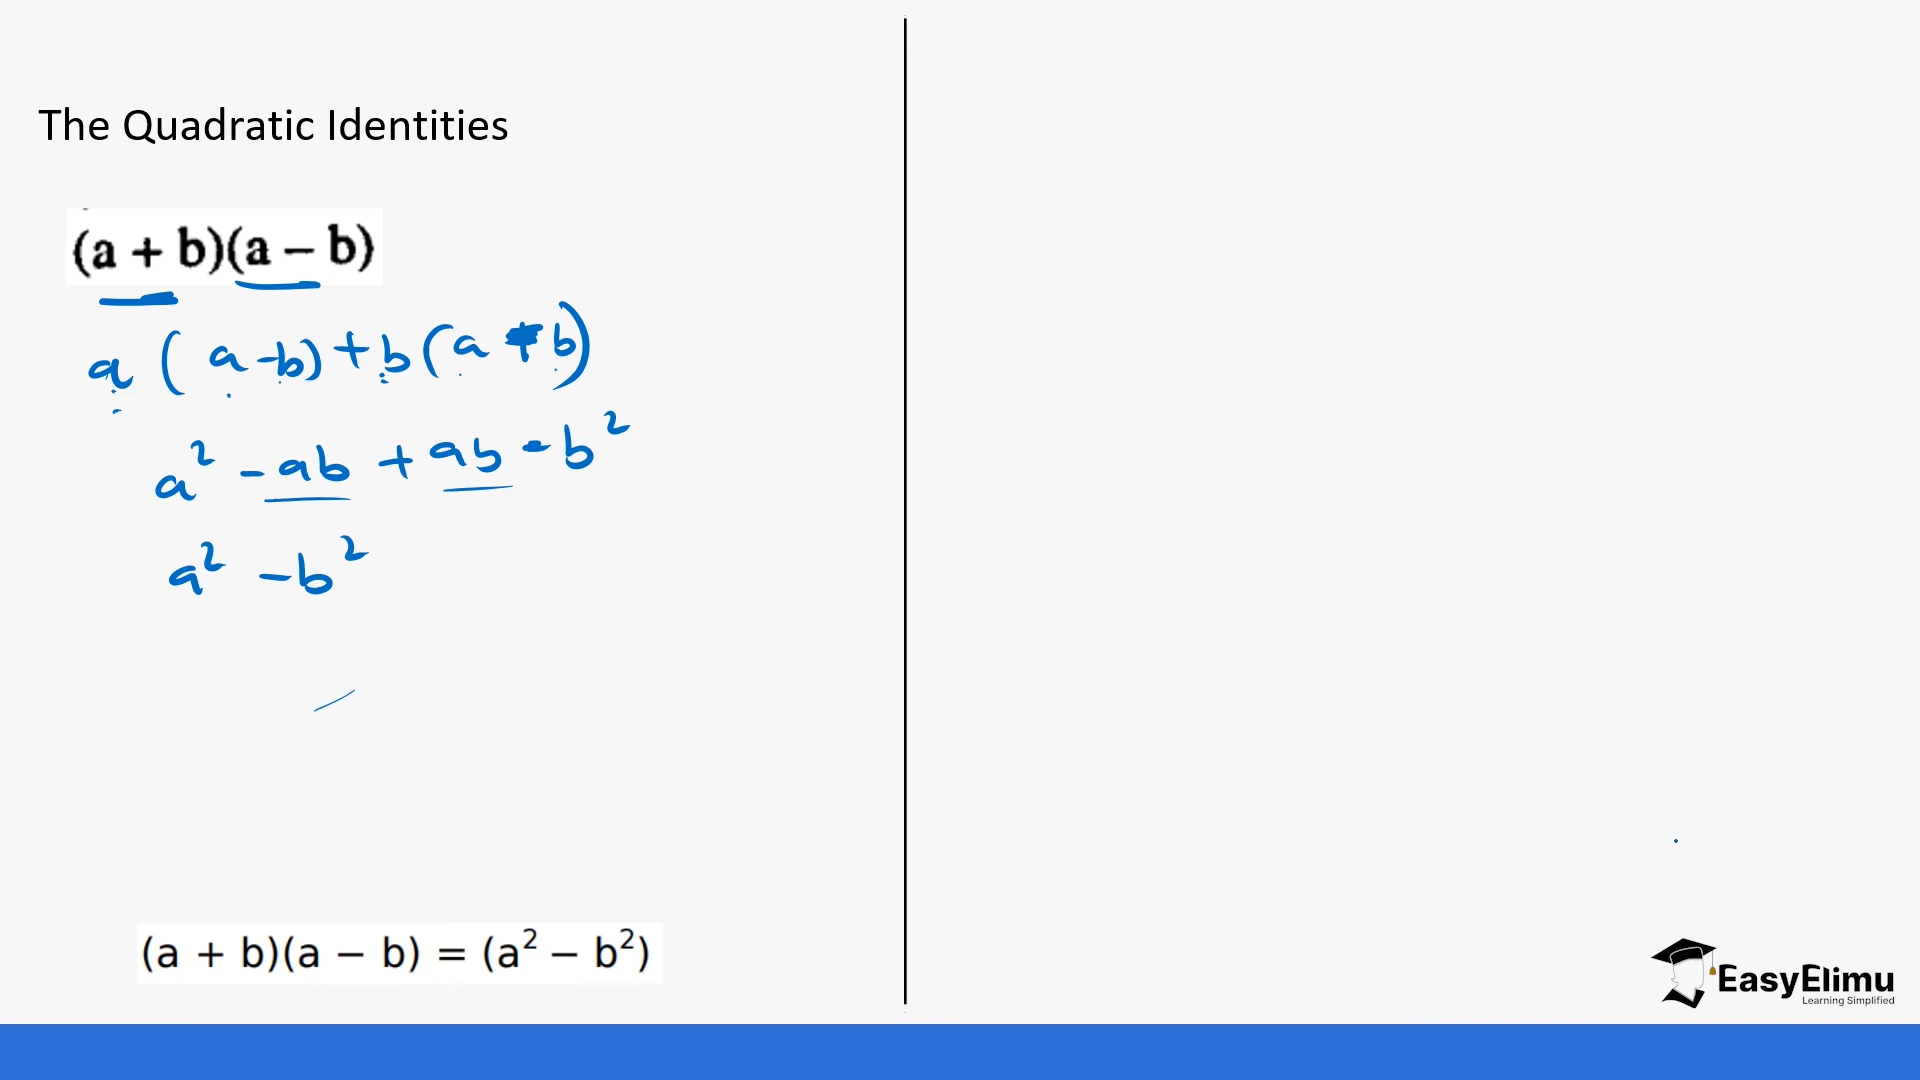 The Quadratic Identities
(a + b)(a − b)
a ( a - b) + b ( a - b)
a² - ab + ab - b²
a² - b²
(a + b)(a − b) = (a² − b²)
EasyElimu
Learning Simplified